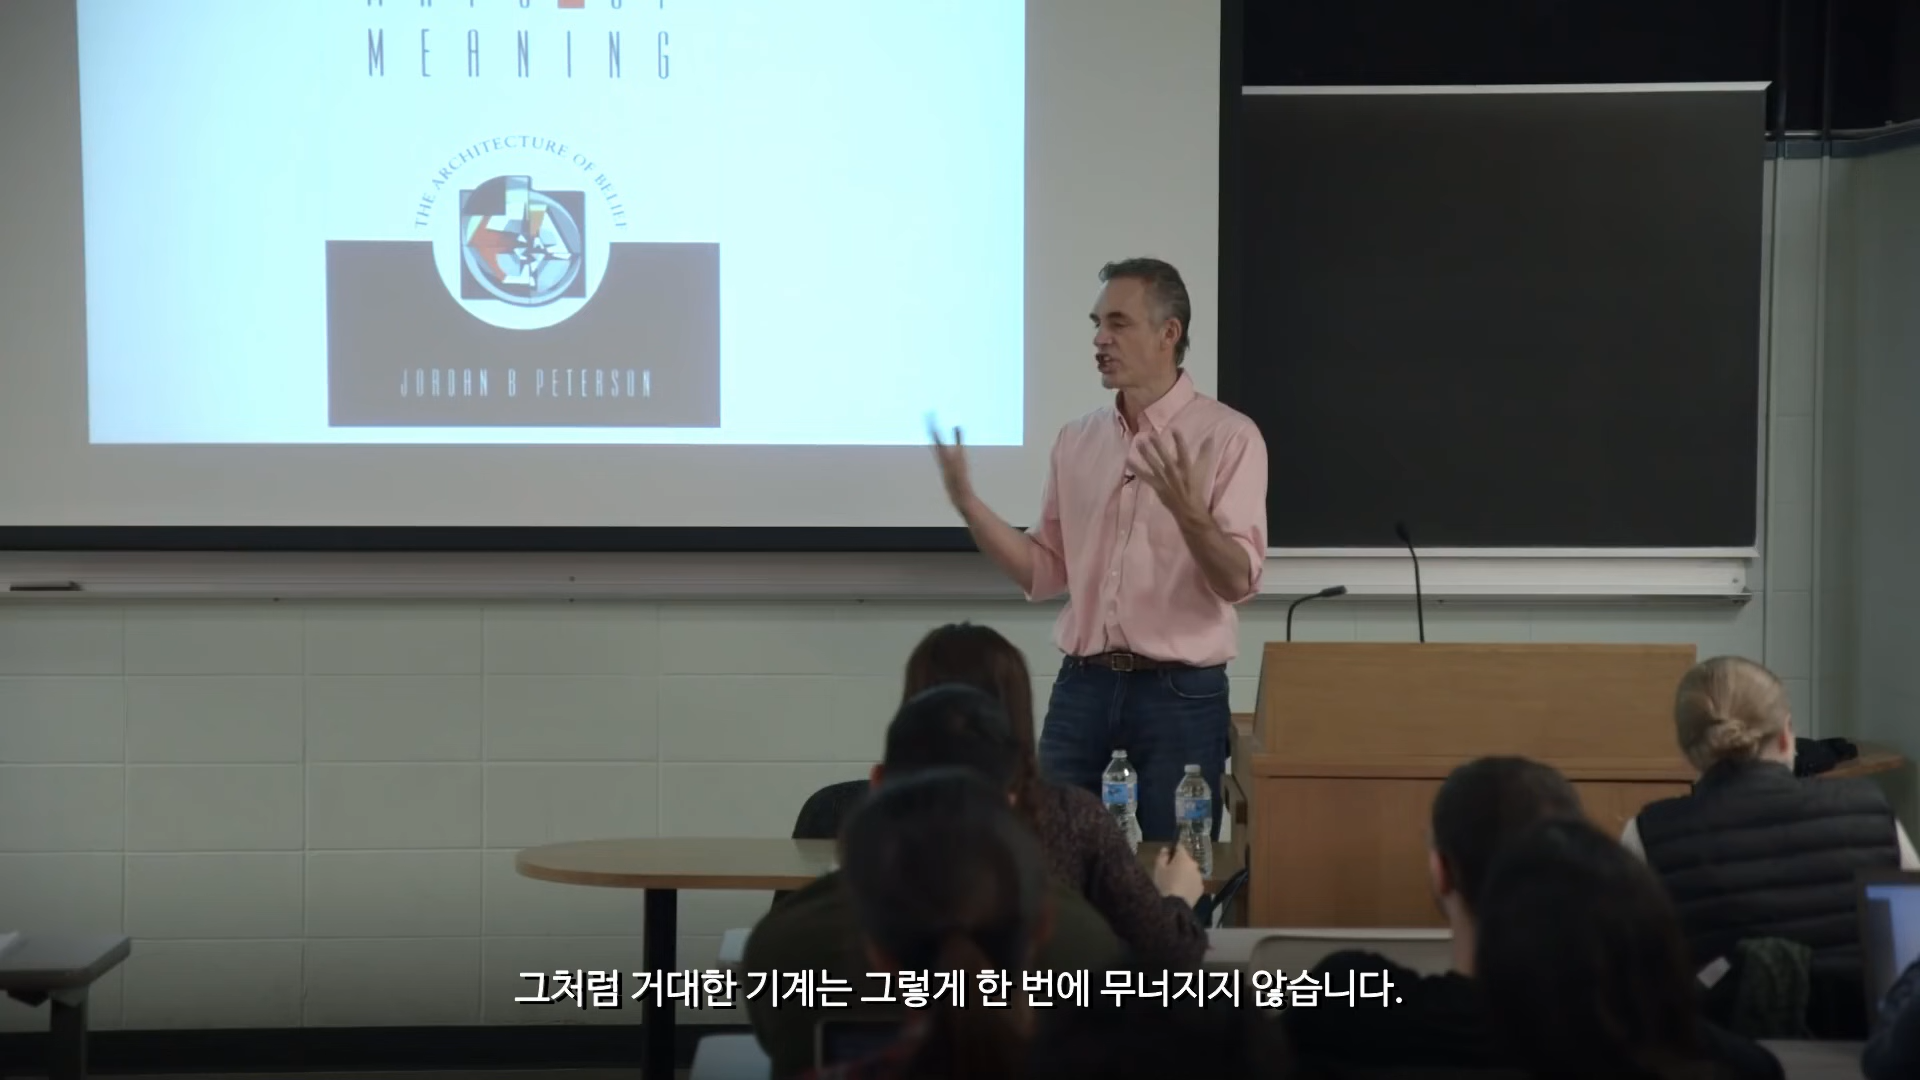 MEANING
THE ARCHITECTURE OF BELIEF
JORDAN B PETERSON
그처럼 거대한 기계는 그렇게 한 번에 무너지지 않습니다.